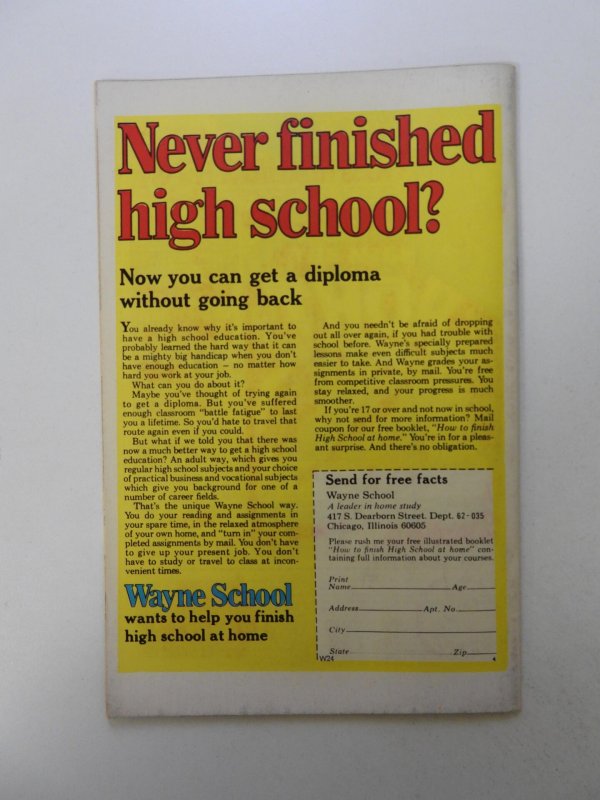 Never finished
high school?
Now you can get a diploma
without going back
You already know why it's important to
have a high school education. You've
probably learned the hard way that it can
be a mighty big handicap when you don't
have enough education — no matter how
hard you work at your job.
What can you do about it?
Maybe you've thought of trying again
to get a diploma. But you've suffered
enough classroom "battle fatigue" to last
you a lifetime. So you'd hate to travel that
route again even if you could.
But what if we told you that there was
now a much better way to get a high school
education? An adult way, which gives you
regular high school subjects and your choice
of practical business and vocational subjects
which give you background for one of a
number of career fields.
That's the unique Wayne School way.
You do your reading and assignments in
your spare time, in the relaxed atmosphere
of your own home, and "turn in" your com-
pleted assignments by mail. You don't have
to give up your present job. You don't
have to study or travel to class at incon-
venient times.
Wayne School
wants to help you finish
high school at home
And you needn't be afraid of dropping
out all over again, if you had trouble with
school before. Wayne's specially prepared
lessons make even difficult subjects much
easier to take. And Wayne grades your as-
signments in private, by mail. You're free
from competitive classroom pressures. You
stay relaxed, and your progress is much
smoother.
If you're 17 or over and not now in school,
why not send for more information? Mail
coupon for our free booklet, "How to finish
High School at home." You're in for a pleas-
ant surprise. And there's no obligation.
Send for free facts
Wayne School
A leader in home study
417 S. Dearborn Street. Dept. 62-035
Chicago, Illinois 60605
Please rush me your free illustrated booklet
"How to finish High School at home" con-
taining full information about your courses.
Print
Name Age
Address Apt. No.
City
State Zip
W24